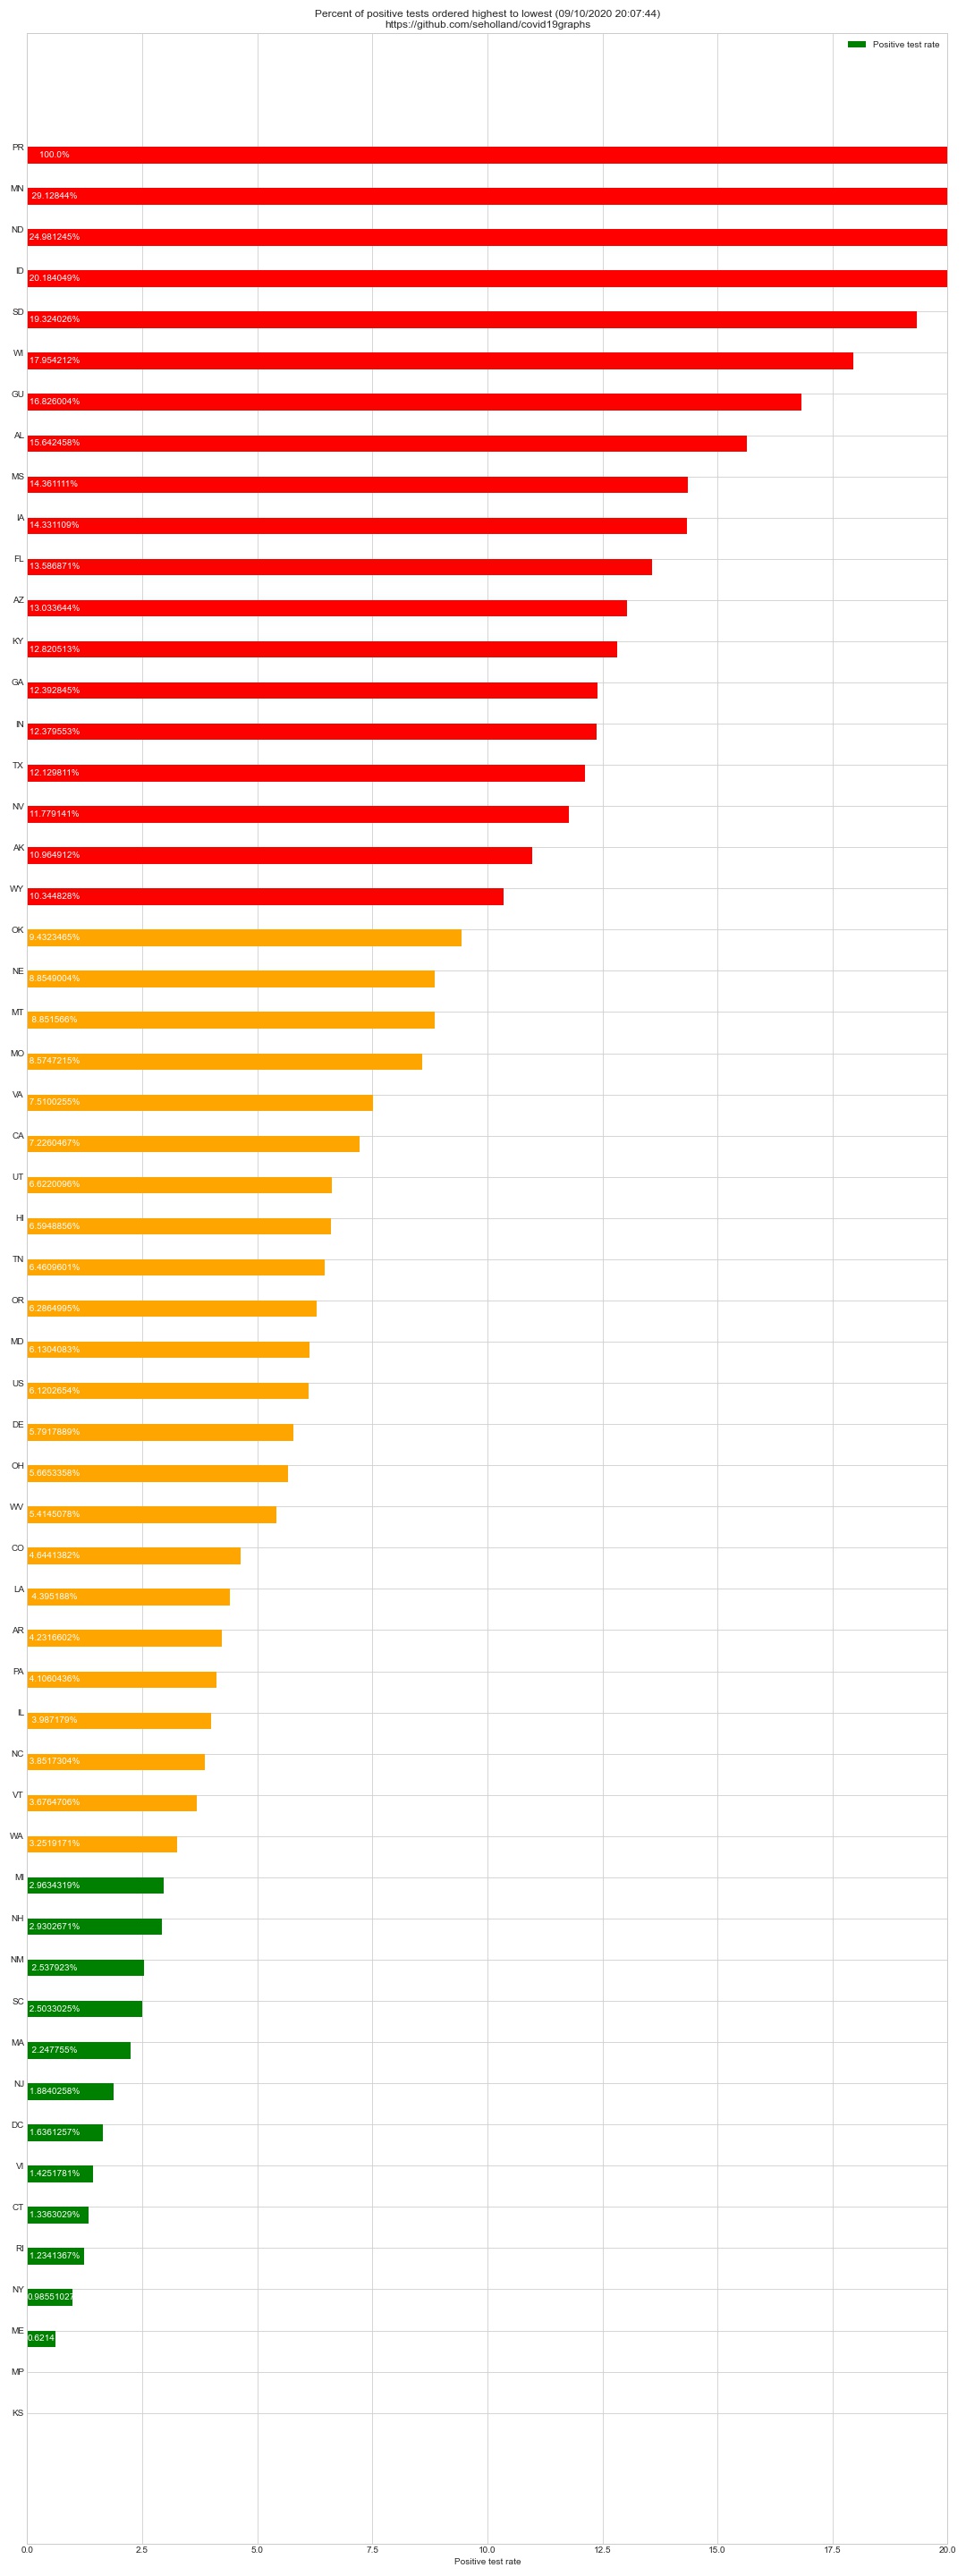 Percent of positive tests ordered highest to lowest (09/10/2020 20:07:44)
https://github.com/seholland/covid19graphs
Positive test rate
PR 100.0%
MN 29.12844%
ND 24.981245%
ID 20.184049%
SD 19.324026%
WI 17.954212%
GU 16.826004%
AL 15.642458%
MS 14.361111%
IA 14.331109%
FL 13.586871%
AZ 13.033644%
KY 12.820513%
GA 12.392845%
IN 12.379553%
TX 12.129811%
NV 11.779141%
AK 10.964912%
WY 10.344828%
OK 9.4323465%
NE 8.8549004%
MT 8.851566%
MO 8.5747215%
VA 7.5100255%
CA 7.2260467%
UT 6.6220096%
HI 6.5948856%
TN 6.4609601%
OR 6.2864995%
MD 6.1304083%
US 6.1202654%
DE 5.7917889%
OH 5.6653358%
WV 5.4145078%
CO 4.6441382%
LA 4.395188%
AR 4.2316602%
PA 4.1060436%
IL 3.987179%
NC 3.8517304%
VT 3.6764706%
WA 3.2519171%
MI 2.9634319%
NH 2.9302671%
NM 2.537923%
SC 2.5033025%
MA 2.247755%
NJ 1.8840258%
DC 1.6361257%
VI 1.4251781%
CT 1.3363029%
RI 1.2341367%
NY 0.98551027
ME 0.6214
MP
KS
0.0 2.5 5.0 7.5 10.0 12.5 15.0 17.5 20.0
Positive test rate